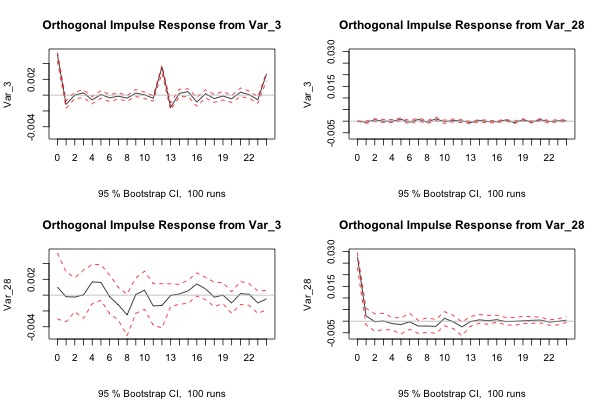 Orthogonal Impulse Response from Var_3
Var_3
0.002
-0.004
0 2 4 6 8 10 13 16 19 22
95 % Bootstrap CI, 100 runs
Orthogonal Impulse Response from Var_28
Var_3
0.030
0.015
-0.005
0 2 4 6 8 10 13 16 19 22
95 % Bootstrap CI, 100 runs
Orthogonal Impulse Response from Var_3
Var_28
0.002
-0.004
0 2 4 6 8 10 13 16 19 22
95 % Bootstrap CI, 100 runs
Orthogonal Impulse Response from Var_28
Var_28
0.030
0.015
-0.005
0 2 4 6 8 10 13 16 19 22
95 % Bootstrap CI, 100 runs